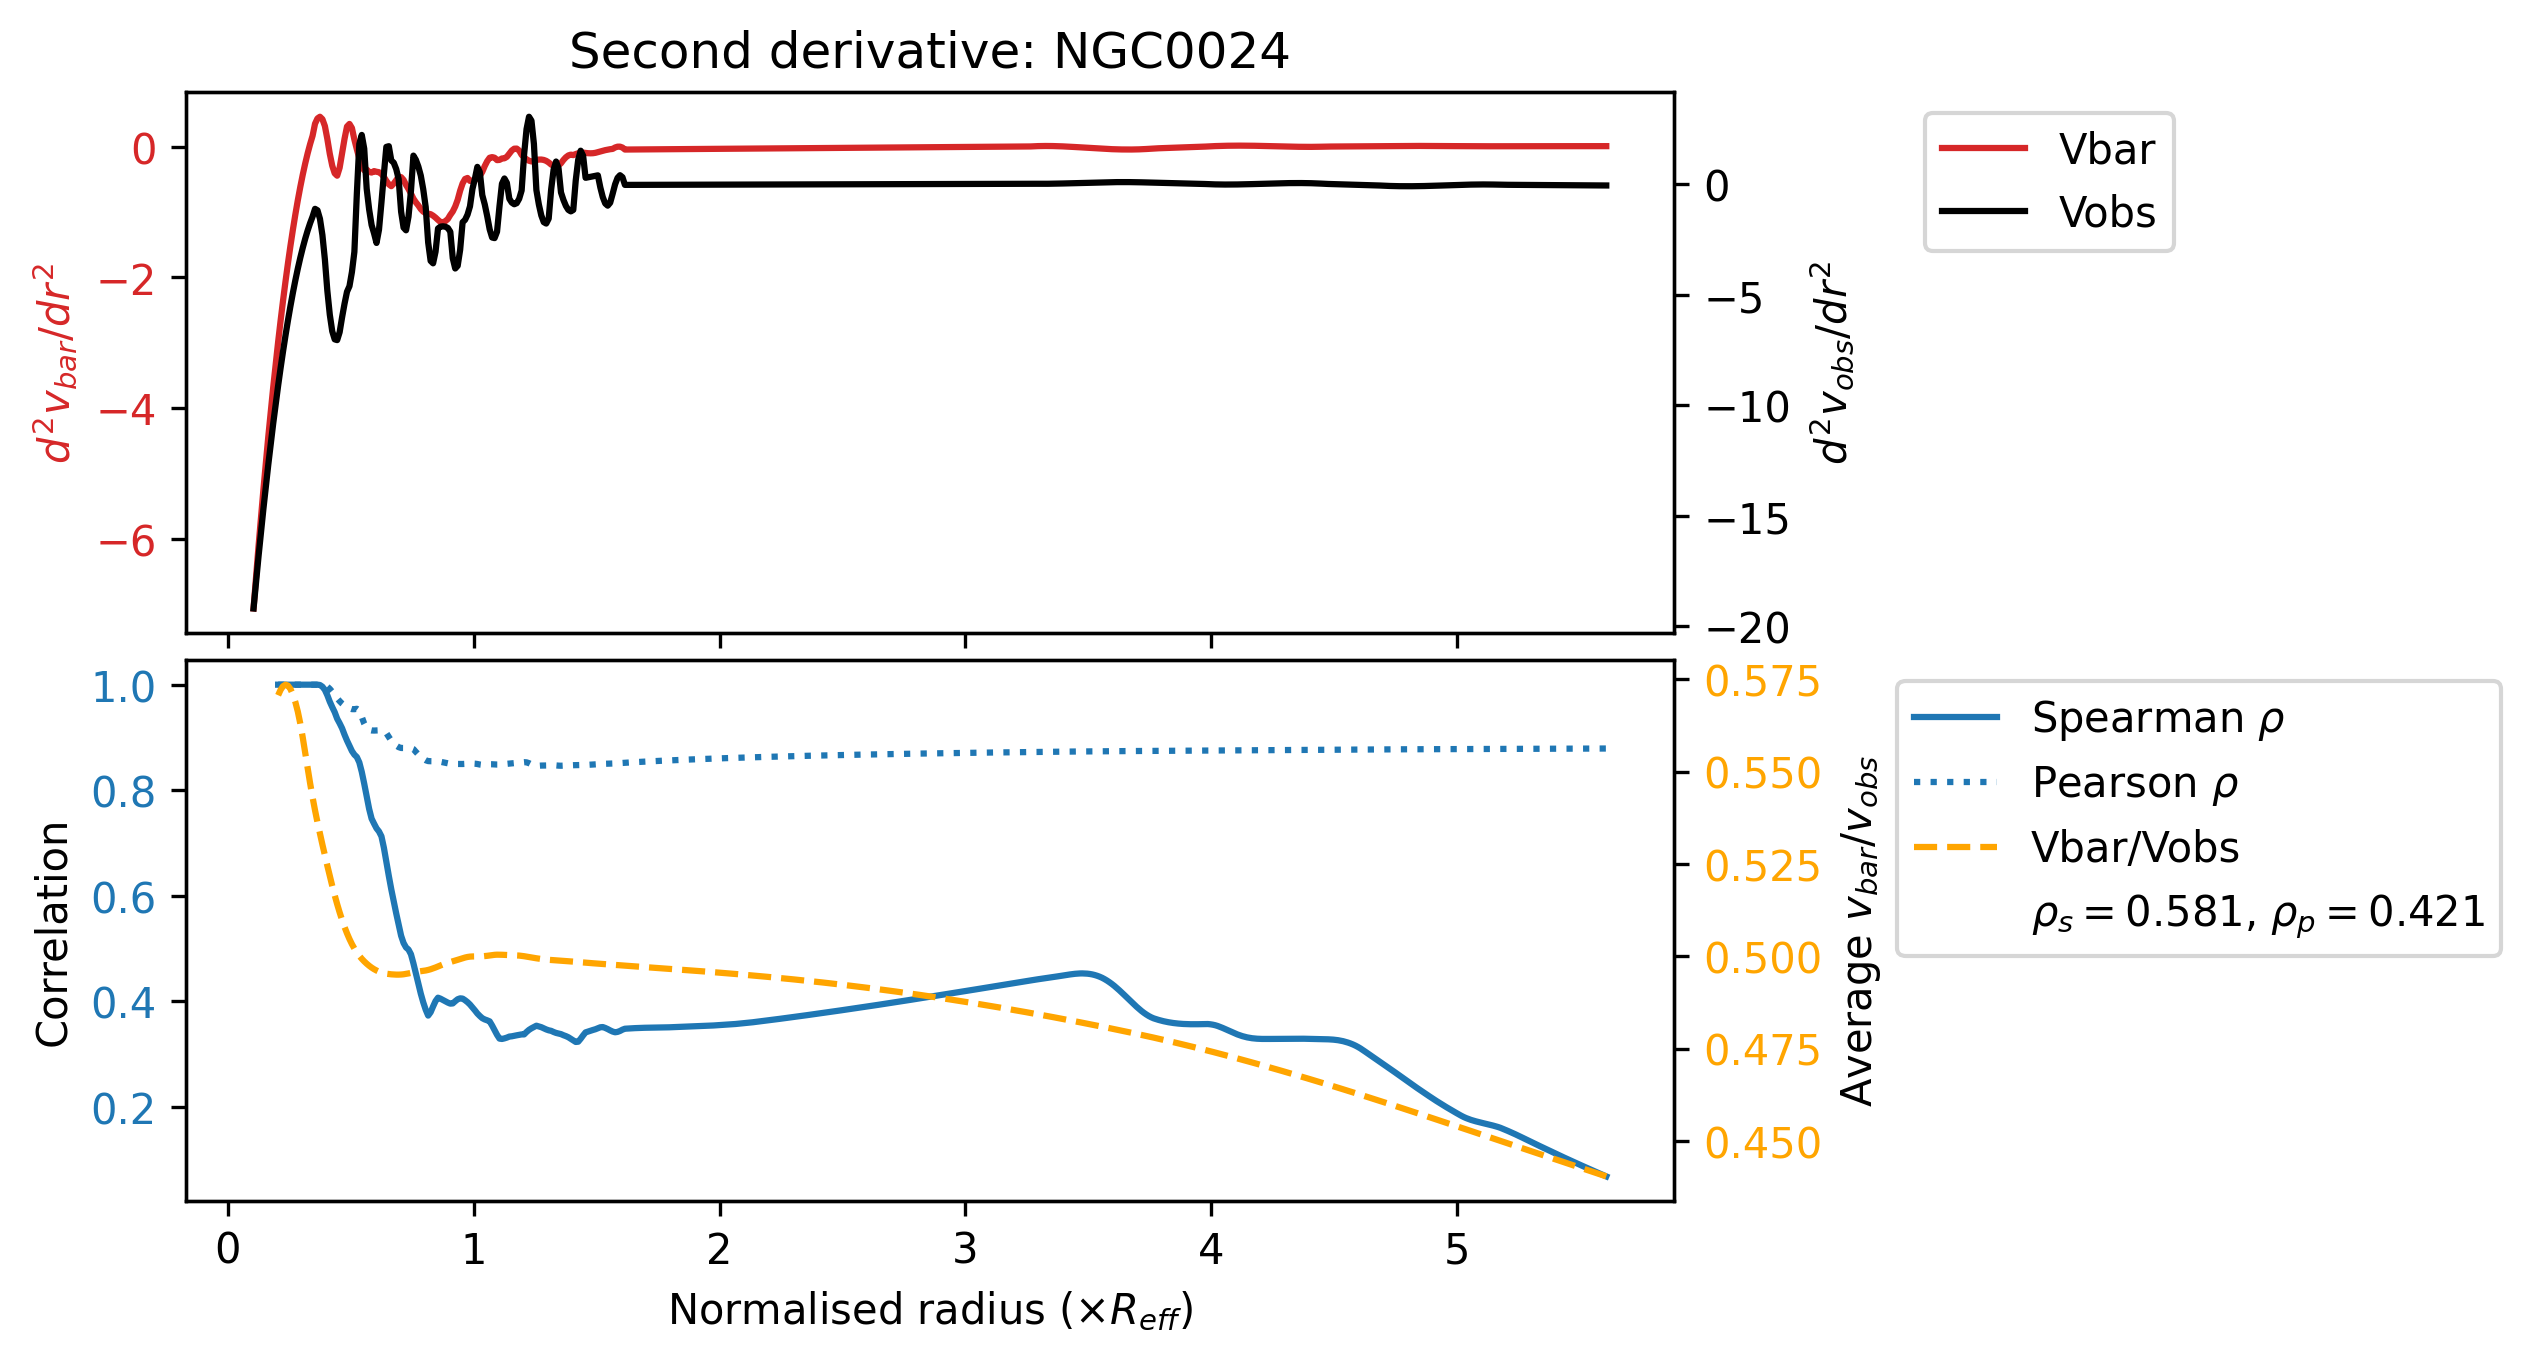 Second derivative: NGC0024
0
−2
−4
−6
d²v_bar/dr²
0
−5
−10
−15
−20
d²v_obs/dr²
Vbar
Vobs
1.0
0.8
0.6
0.4
0.2
Correlation
0.575
0.550
0.525
0.500
0.475
0.450
Average v_bar/v_obs
Spearman ρ
Pearson ρ
Vbar/Vobs
ρ_s = 0.581, ρ_p = 0.421
0 1 2 3 4 5
Normalised radius (×R_eff)